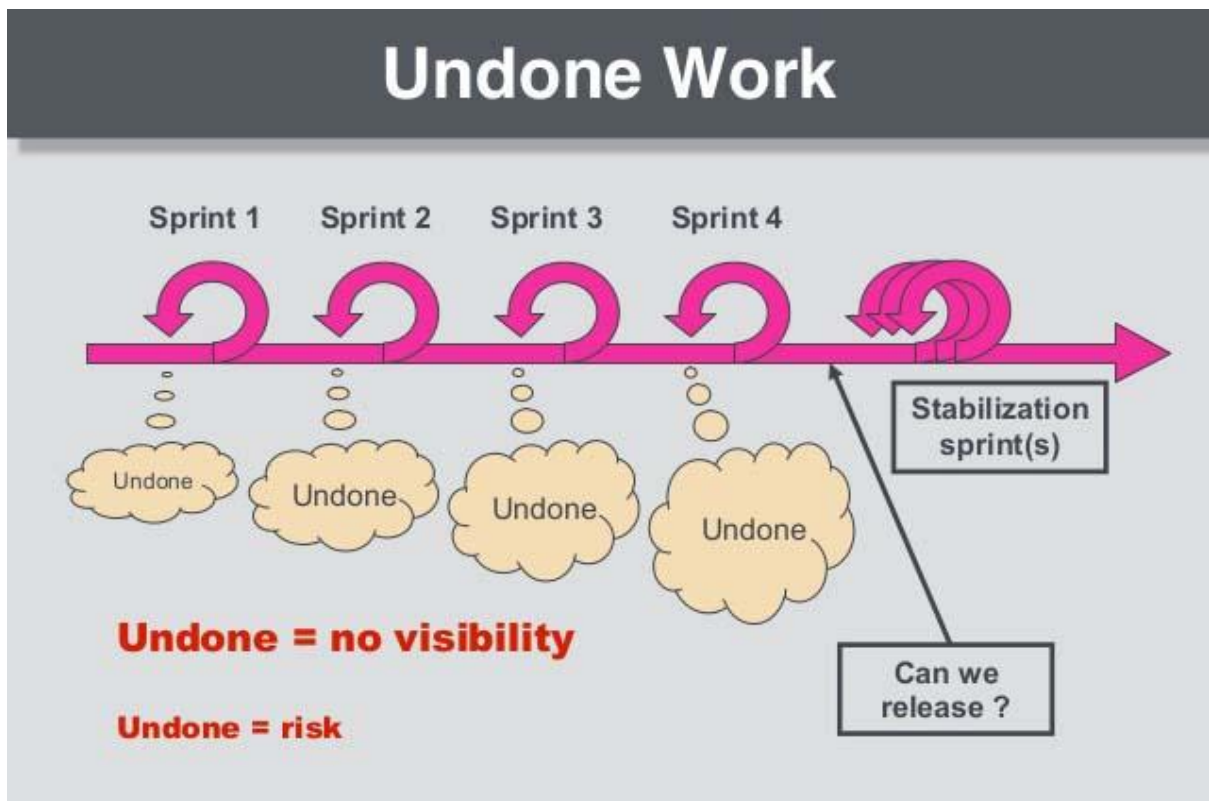 Undone Work
Sprint 1
Sprint 2
Sprint 3
Sprint 4
Stabilization
sprint(s)
Undone
Undone
Undone
Undone
Undone = no visibility
Can we
release ?
Undone = risk